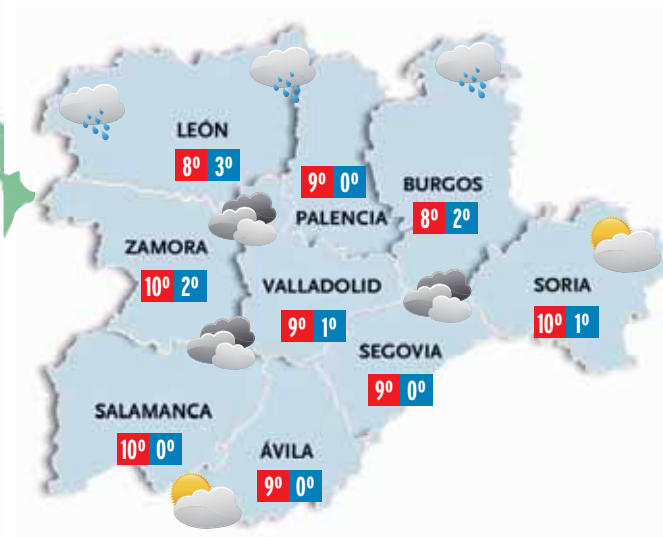 LEÓN
8º 3º
9º 0º
PALENCIA
BURGOS
8º 2º
ZAMORA
10º 2º
VALLADOLID
9º 1º
SORIA
10º 1º
SEGOVIA
9º 0º
SALAMANCA
10º 0º
ÁVILA
9º 0º